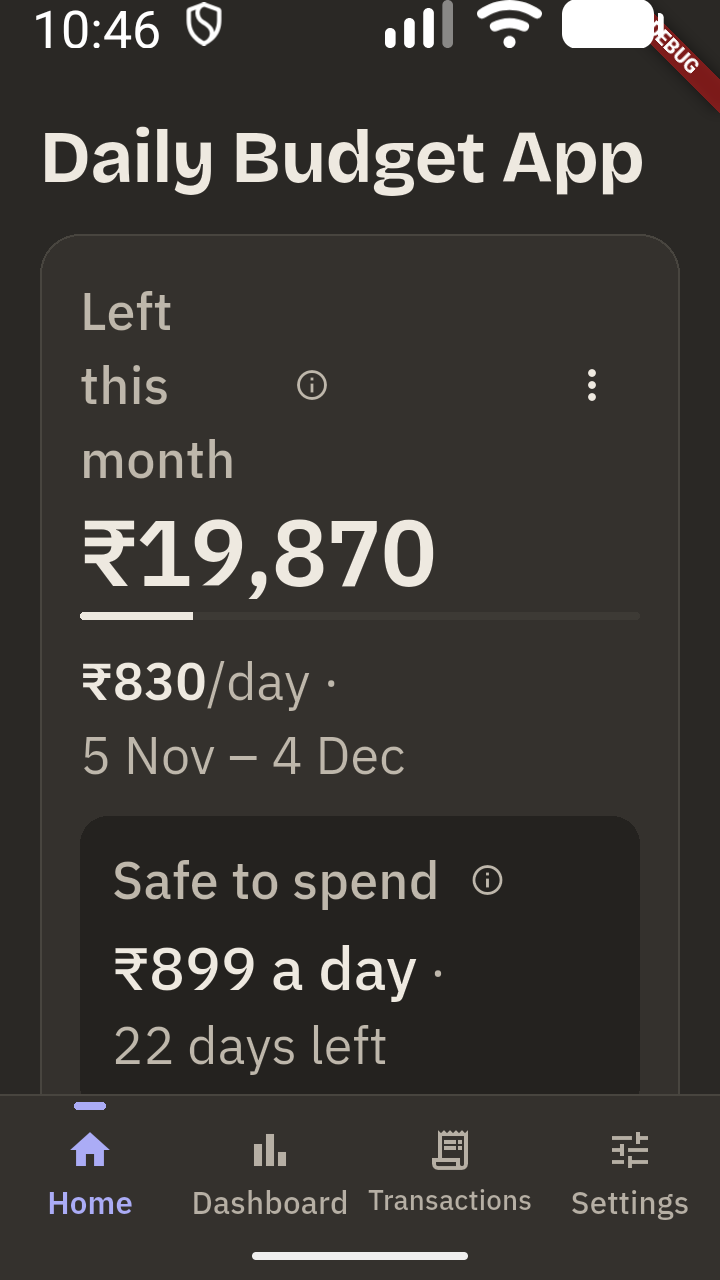 10:46
DEBUG
Daily Budget App
Left
this
month
₹19,870
₹830/day ·
5 Nov – 4 Dec
Safe to spend
₹899 a day ·
22 days left
Home
Dashboard
Transactions
Settings